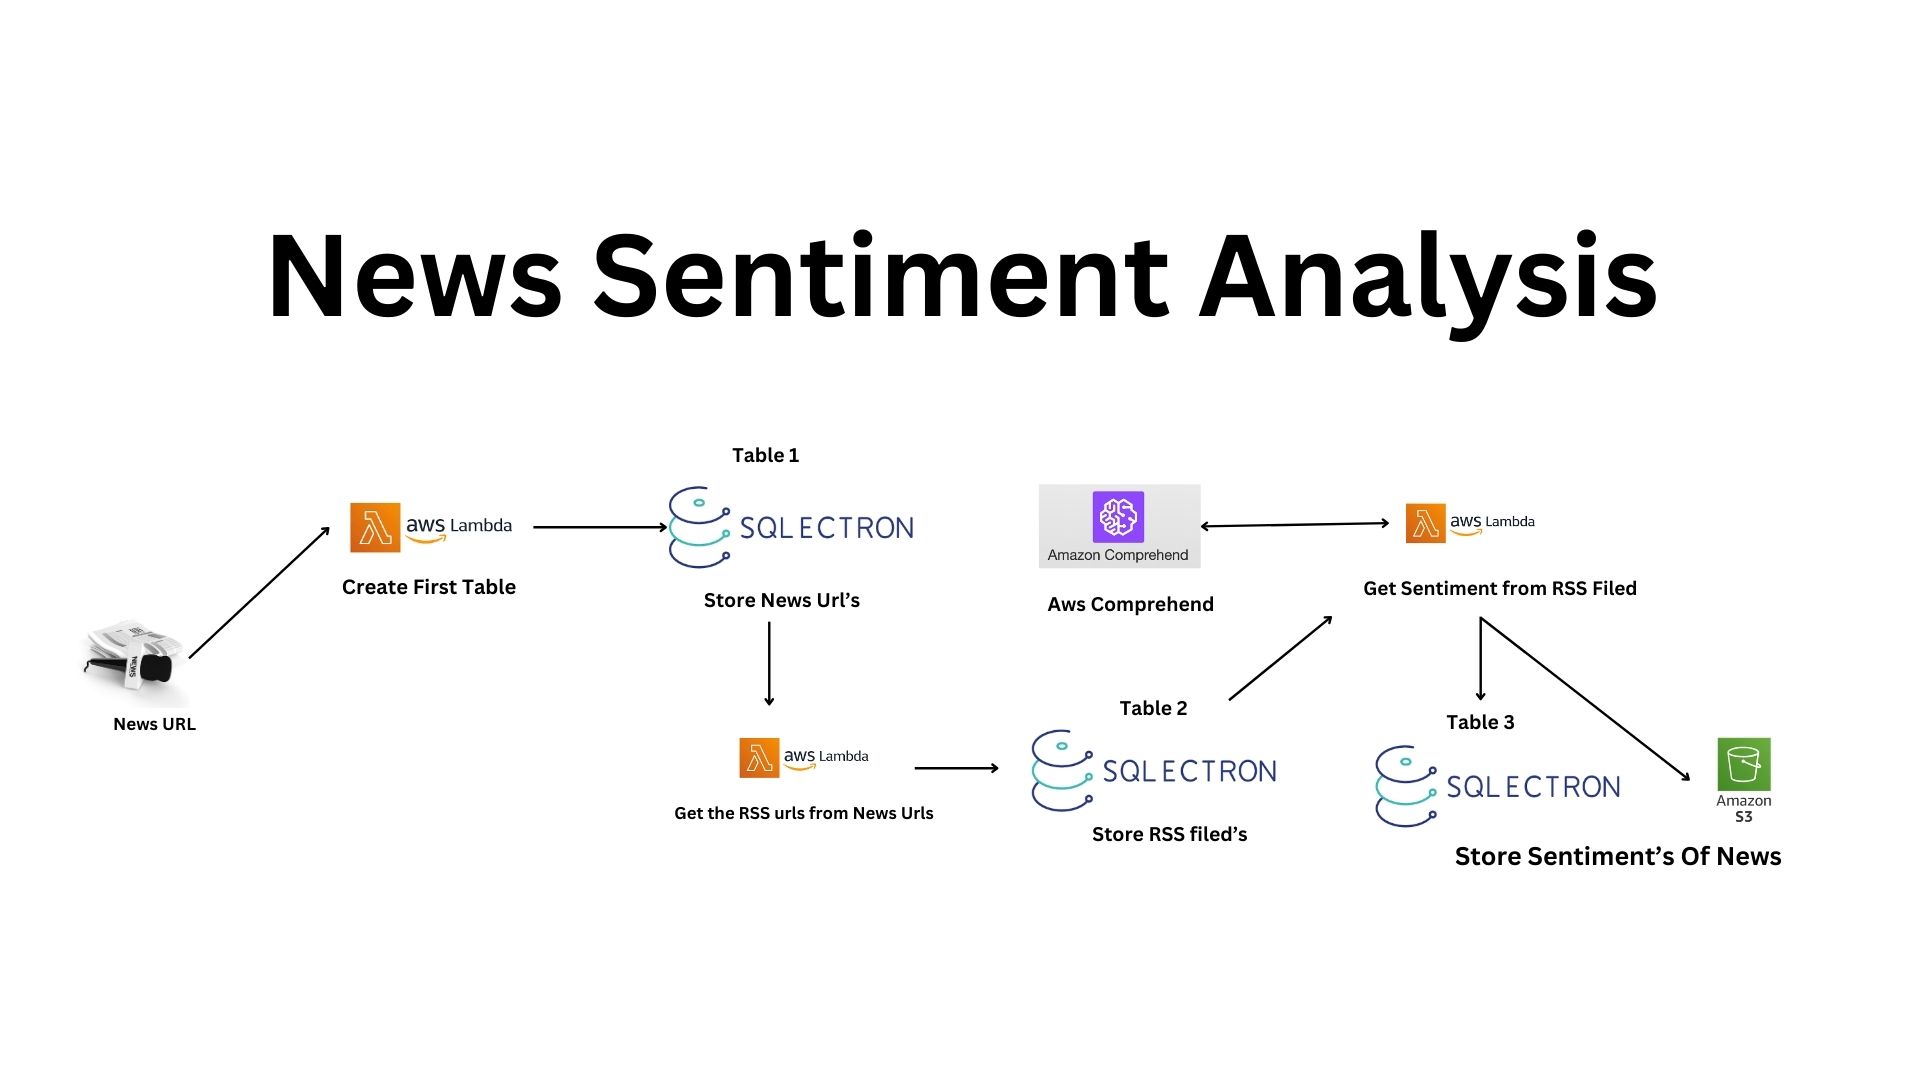 News Sentiment Analysis
Table 1
aws Lambda
SQLECTRON
Amazon Comprehend
aws Lambda
Create First Table
Store News Url’s
Aws Comprehend
Get Sentiment from RSS Filed
NEWS
News URL
Table 2
Table 3
aws Lambda
SQLECTRON
SQLECTRON
Amazon
S3
Get the RSS urls from News Urls
Store RSS filed’s
Store Sentiment’s Of News